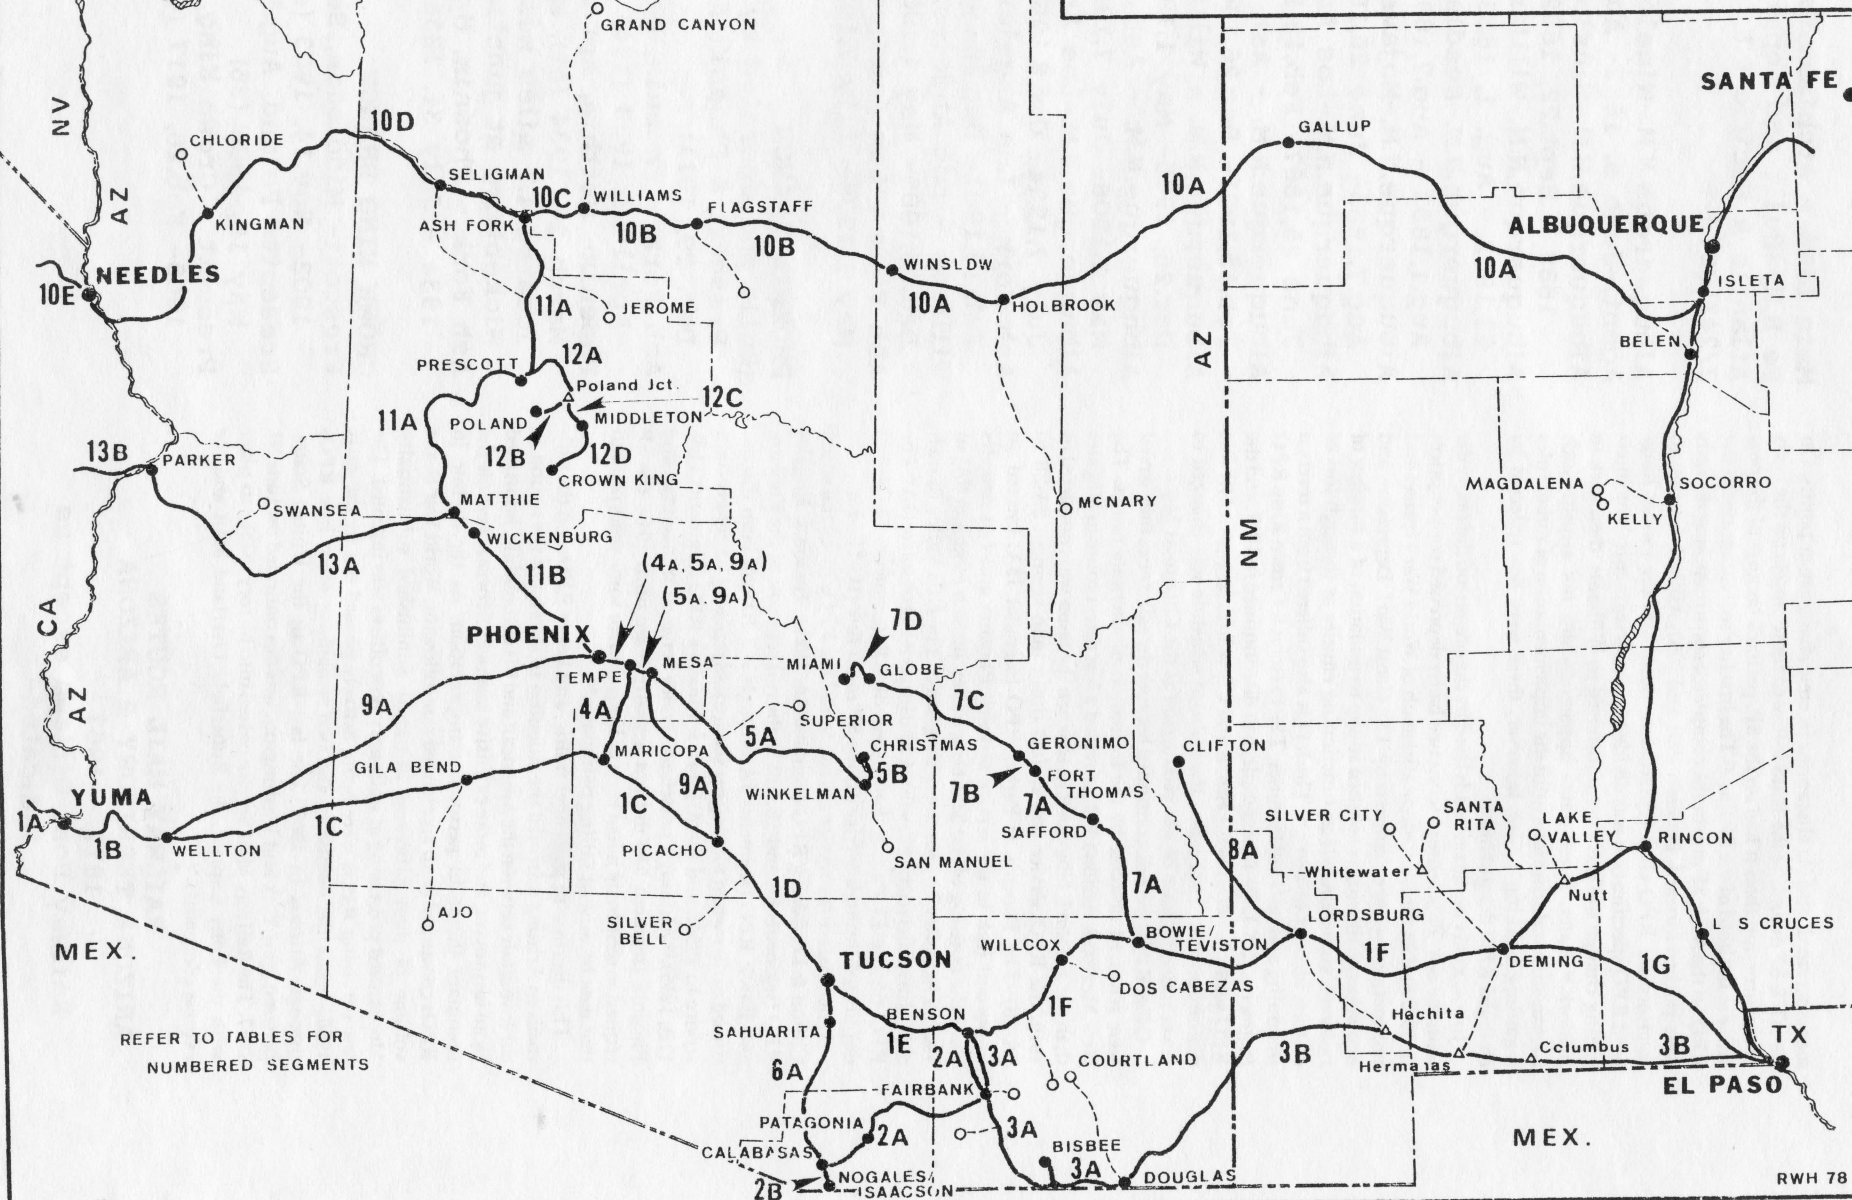 GRAND CANYON
SANTA FE
NV
10D
CHLORIDE
GALLUP
SELIGMAN
10C
WILLIAMS
10A
AZ
FLAGSTAFF
KINGMAN
ASH FORK
10B
10B
ALBUQUERQUE
NEEDLES
WINSLOW
10A
10E
ISLETA
11A
JEROME
10A
HOLBROOK
BELEN
AZ
12A
PRESCOTT
Poland Jct.
12C
11A
POLAND
MIDDLETON
13B
PARKER
12B
12D
CROWN KING
MAGDALENA
SOCORRO
SWANSEA
MATTHIE
McNARY
KELLY
WICKENBURG
NM
13A
11B
(4A, 5A, 9A)
(5A. 9A)
CA
7D
PHOENIX
MIAMI
GLOBE
MESA
TEMPE
AZ
9A
4A
7C
SUPERIOR
5A
CHRISTMAS
GERONIMO
CLIFTON
MARICOPA
GILA BEND
5B
9A
FORT
THOMAS
7B
WINKELMAN
YUMA
1C
7A
SANTA
RITA
SILVER CITY
LAKE
VALLEY
1A
1C
SAFFORD
1B
WELLTON
PICACHO
SAN MANUEL
8A
RINCON
Whitewater
1D
7A
Nutt
AJO
SILVER
BELL
LORDSBURG
L S CRUCES
MEX.
WILLCOX
BOWIE/
TEVISTON
1F
TUCSON
DEMING
1G
DOS CABEZAS
1F
BENSON
Hachita
SAHUARITA
REFER TO TABLES FOR
NUMBERED SEGMENTS
1E
2A
3A
3B
TX
COURTLAND
Columbus
3B
Hermanas
6A
FAIRBANK
EL PASO
PATAGONIA
2A
3A
MEX.
CALABASAS
BISBEE
3A
NOGALES/
ISAACSON
DOUGLAS
2B
RWH 78